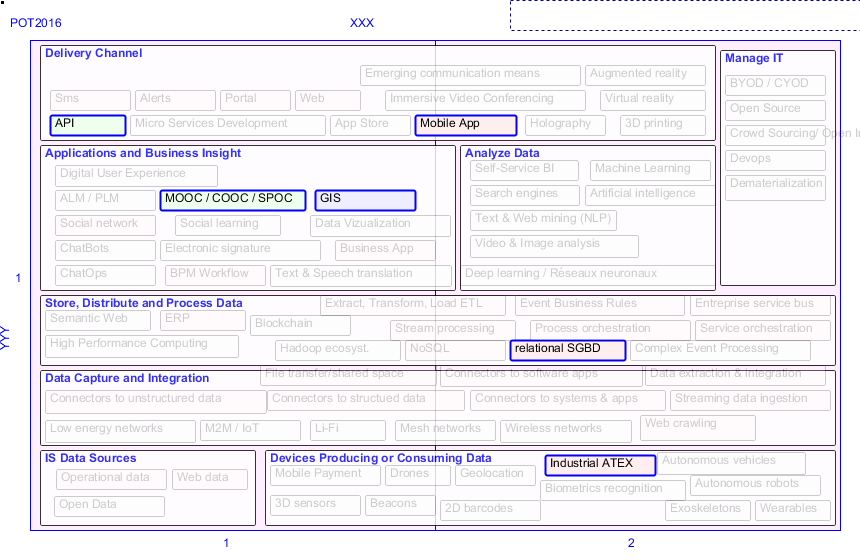 POT2016 XXX
Delivery Channel
Manage IT
Emerging communication means Augmented reality
BYOD / CYOD
Sms Alerts Portal Web Immersive Video Conferencing Virtual reality
Open Source
API Micro Services Development App Store Mobile App Holography 3D printing
Crowd Sourcing/ Open
Applications and Business Insight
Analyze Data
Devops
Digital User Experience
Self-Service BI Machine Learning
Dematerialization
ALM / PLM MOOC / COOC / SPOC GIS
Search engines Artificial intelligence
Social network Social learning Data Vizualization
Text & Web mining (NLP)
ChatBots Electronic signature Business App
Video & Image analysis
ChatOps BPM Workflow Text & Speech translation
Deep learning / Réseaux neuronaux
1
YYY
Store, Distribute and Process Data
Extract, Transform, Load ETL Event Business Rules Entreprise service bus
Semantic Web ERP Blockchain Stream processing Process orchestration Service orchestration
High Performance Computing Hadoop ecosyst. NoSQL relational SGBD Complex Event Processing
Data Capture and Integration
File transfer/shared space Connectors to software apps Data extraction & integration
Connectors to unstructured data Connectors to structued data Connectors to systems & apps Streaming data ingestion
Low energy networks M2M / IoT Li-Fi Mesh networks Wireless networks Web crawling
IS Data Sources
Operational data Web data
Open Data
Devices Producing or Consuming Data
Mobile Payment Drones Geolocation Industrial ATEX Autonomous vehicles
3D sensors Beacons 2D barcodes Biometrics recognition Autonomous robots
Exoskeletons Wearables
1 2